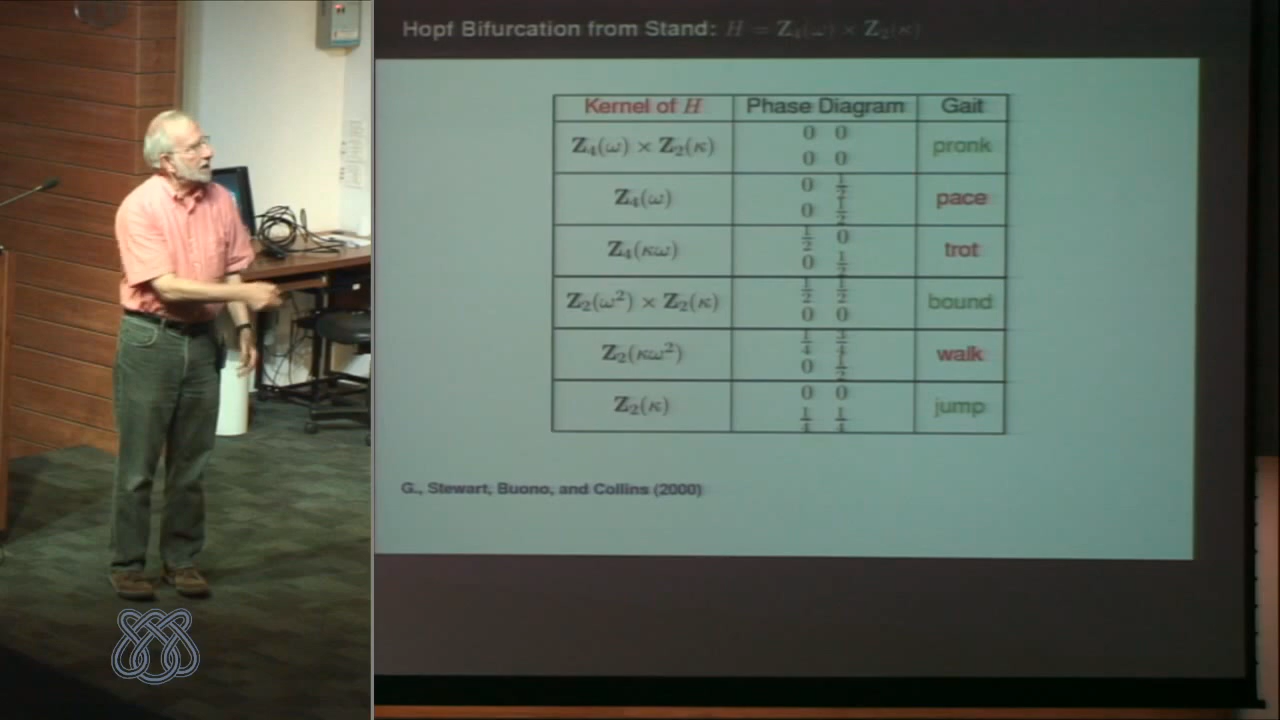 Hopf Bifurcation from Stand: H = Z₄(ω) × Z₂(κ)
Kernel of H Phase Diagram Gait
Z₄(ω) × Z₂(κ) 0 0 pronk
0 0
Z₄(ω) 0 1/2 pace
0 1/2
Z₄(κω) 1/2 0 trot
0 1/2
Z₂(ω²) × Z₂(κ) 1/2 1/2 bound
0 0
Z₂(κω²) 1/4 3/4 walk
0 1/2
Z₂(κ) 0 0 jump
1/4 1/4
G., Stewart, Buono, and Collins (2000)